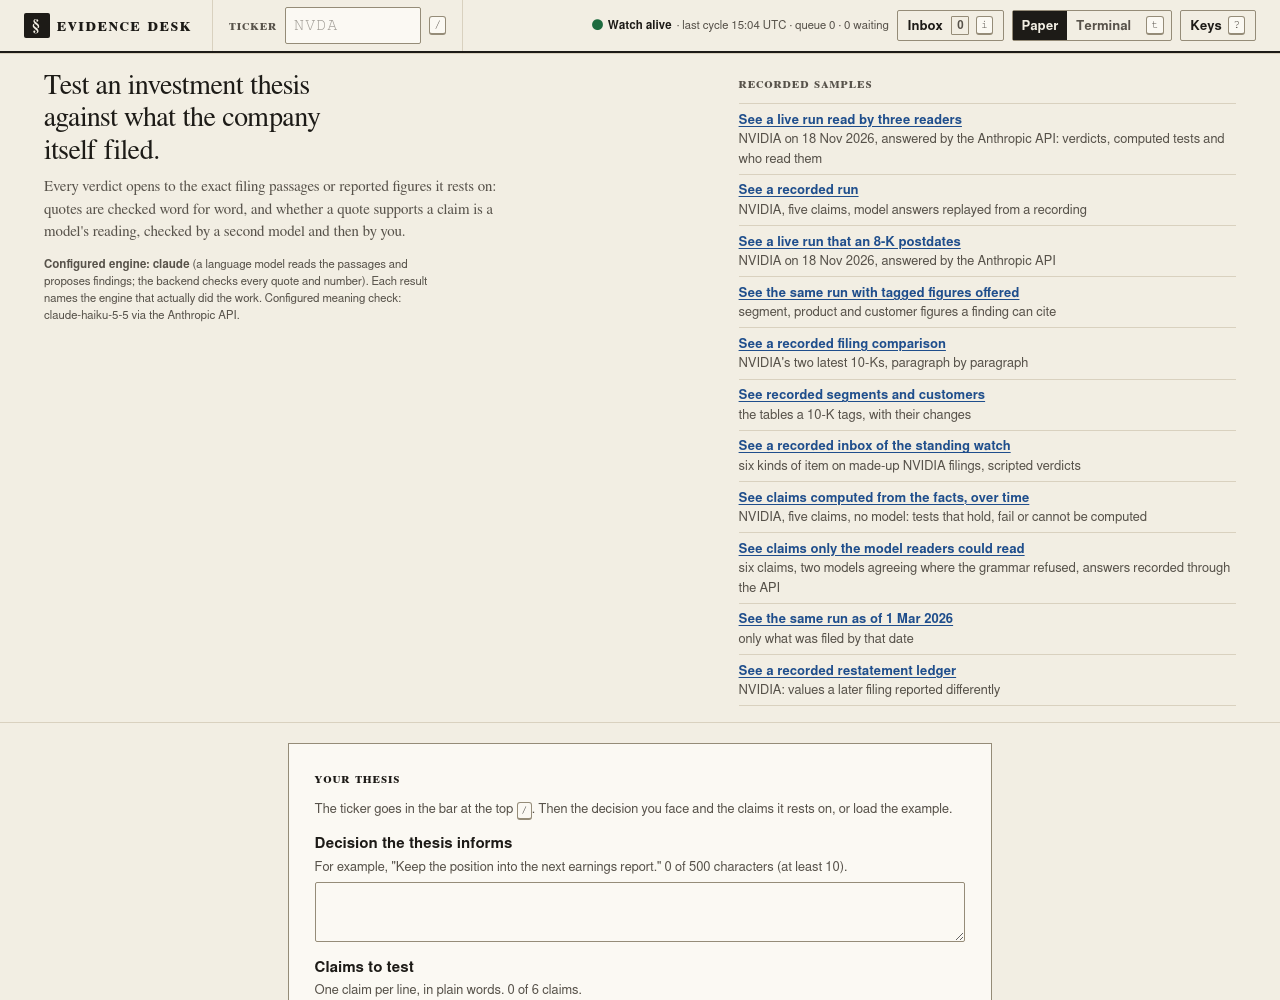 § EVIDENCE DESK TICKER NVDA / Watch alive · last cycle 15:04 UTC · queue 0 · 0 waiting Inbox 0 i Paper Terminal t Keys ?
Test an investment thesis
against what the company
itself filed.
Every verdict opens to the exact filing passages or reported figures it rests on:
quotes are checked word for word, and whether a quote supports a claim is a
model's reading, checked by a second model and then by you.
Configured engine: claude (a language model reads the passages and
proposes findings; the backend checks every quote and number). Each result
names the engine that actually did the work. Configured meaning check:
claude-haiku-5-5 via the Anthropic API.
RECORDED SAMPLES
See a live run read by three readers
NVIDIA on 18 Nov 2026, answered by the Anthropic API: verdicts, computed tests and
who read them
See a recorded run
NVIDIA, five claims, model answers replayed from a recording
See a live run that an 8-K postdates
NVIDIA on 18 Nov 2026, answered by the Anthropic API
See the same run with tagged figures offered
segment, product and customer figures a finding can cite
See a recorded filing comparison
NVIDIA's two latest 10-Ks, paragraph by paragraph
See recorded segments and customers
the tables a 10-K tags, with their changes
See a recorded inbox of the standing watch
six kinds of item on made-up NVIDIA filings, scripted verdicts
See claims computed from the facts, over time
NVIDIA, five claims, no model: tests that hold, fail or cannot be computed
See claims only the model readers could read
six claims, two models agreeing where the grammar refused, answers recorded through
the API
See the same run as of 1 Mar 2026
only what was filed by that date
See a recorded restatement ledger
NVIDIA: values a later filing reported differently
YOUR THESIS
The ticker goes in the bar at the top /. Then the decision you face and the claims it rests on, or load the example.
Decision the thesis informs
For example, "Keep the position into the next earnings report." 0 of 500 characters (at least 10).
Claims to test
One claim per line, in plain words. 0 of 6 claims.